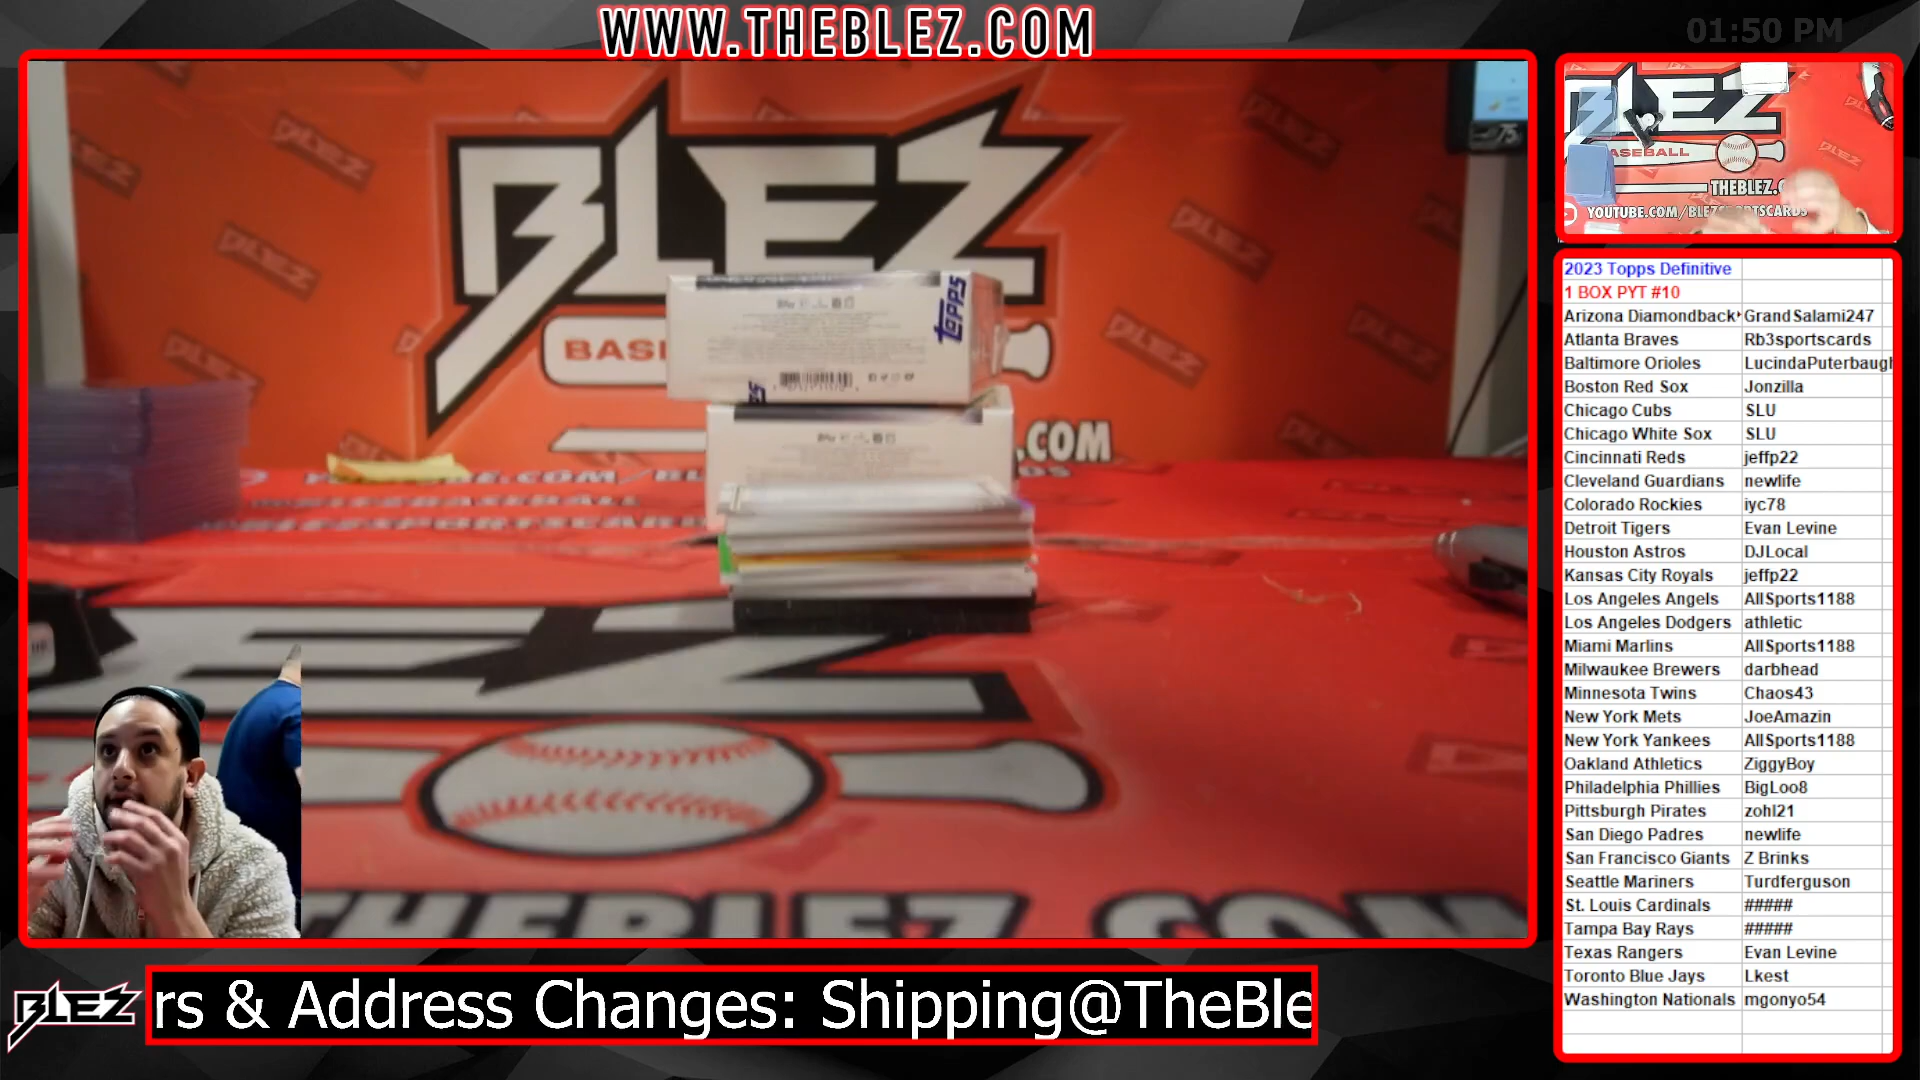 WWW.THEBLEZ.COM
01:50 PM
BLEZ
BASE
topps
.COM
75
BLEZ
BASEBALL
THEBLEZ.C
YOUTUBE.COM/BLEZSPORTSCARDS
2023 Topps Definitive
1 BOX PYT #10
Arizona Diamondback GrandSalami247
Atlanta Braves Rb3sportscards
Baltimore Orioles LucindaPuterbaugh
Boston Red Sox Jonzilla
Chicago Cubs SLU
Chicago White Sox SLU
Cincinnati Reds jeffp22
Cleveland Guardians newlife
Colorado Rockies iyc78
Detroit Tigers Evan Levine
Houston Astros DJLocal
Kansas City Royals jeffp22
Los Angeles Angels AllSports1188
Los Angeles Dodgers athletic
Miami Marlins AllSports1188
Milwaukee Brewers darbhead
Minnesota Twins Chaos43
New York Mets JoeAmazin
New York Yankees AllSports1188
Oakland Athletics ZiggyBoy
Philadelphia Phillies BigLoo8
Pittsburgh Pirates zohl21
San Diego Padres newlife
San Francisco Giants Z Brinks
Seattle Mariners Turdferguson
St. Louis Cardinals #####
Tampa Bay Rays #####
Texas Rangers Evan Levine
Toronto Blue Jays Lkest
Washington Nationals mgonyo54
THEBLEZ.COM
BLEZ
rs & Address Changes: Shipping@TheBle